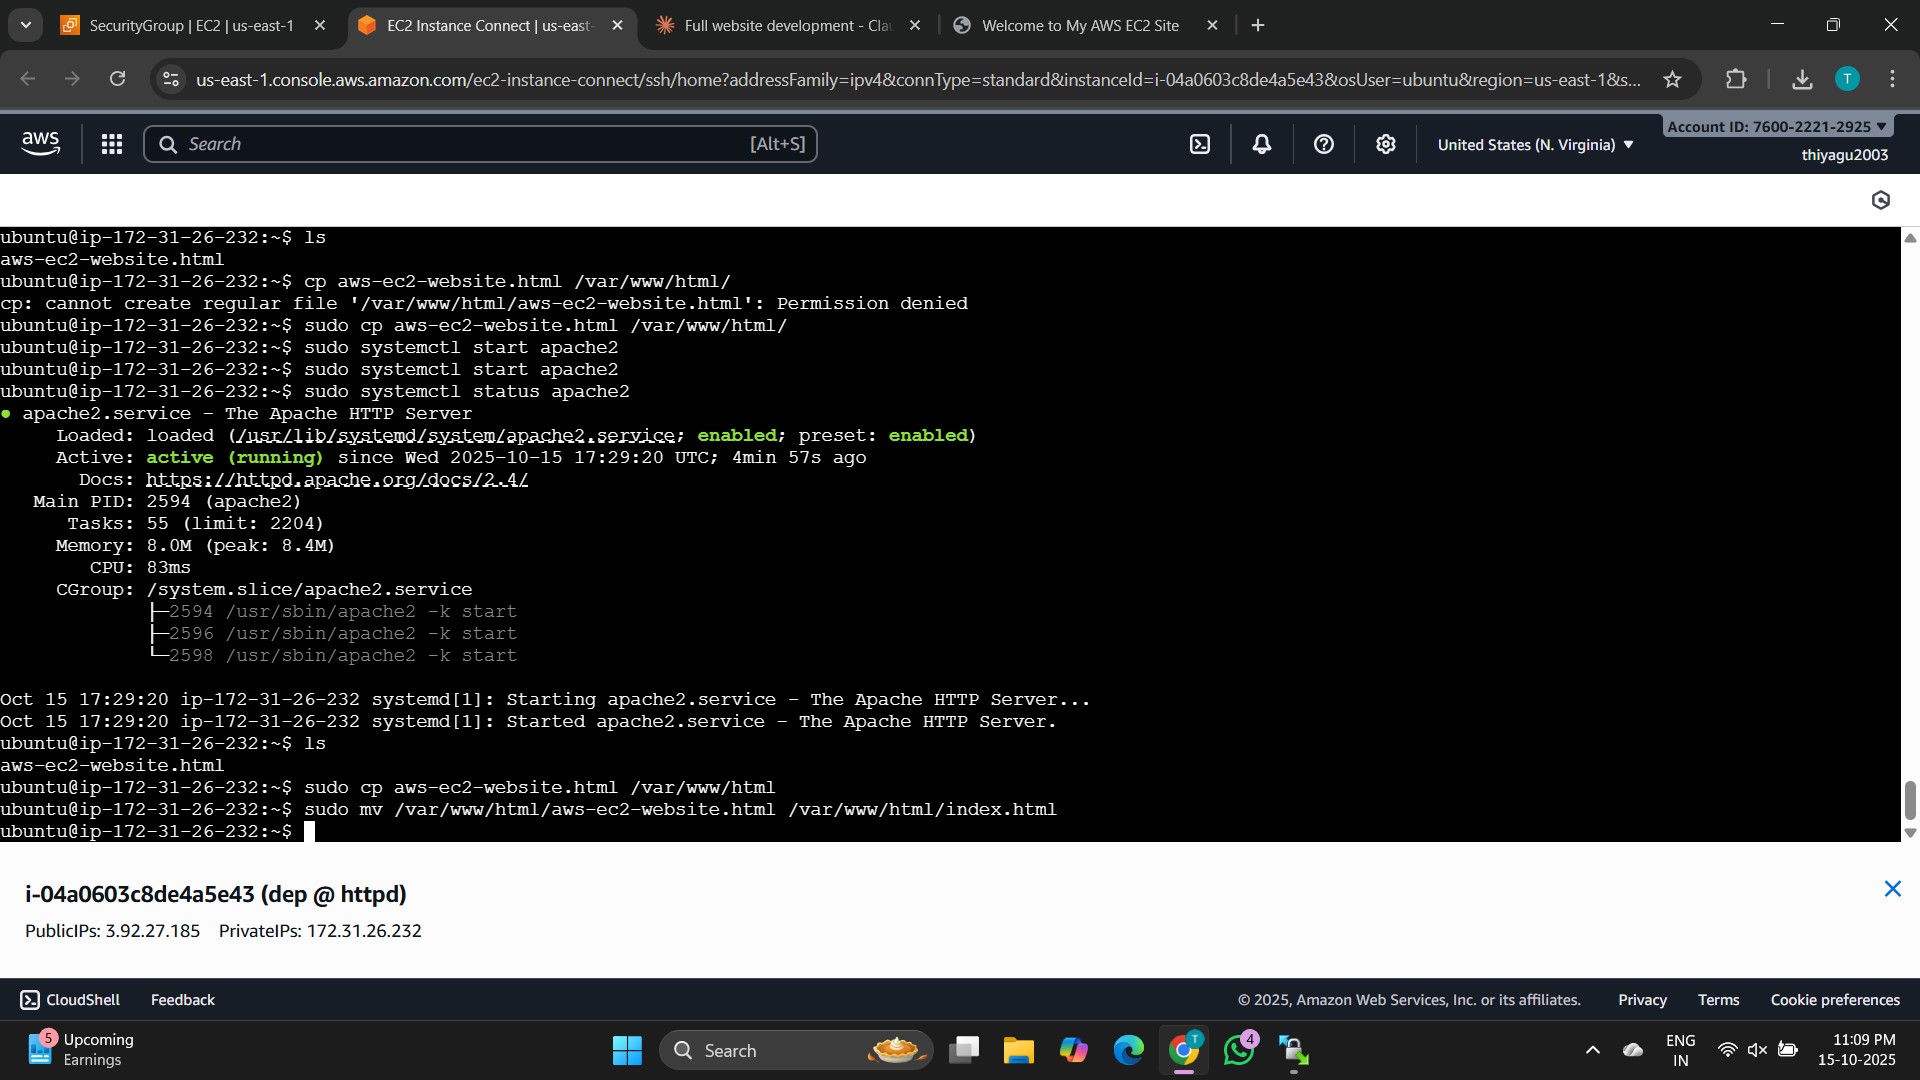 SecurityGroup | EC2 | us-east-1
EC2 Instance Connect | us-east-
Full website development - Clau
Welcome to My AWS EC2 Site
us-east-1.console.aws.amazon.com/ec2-instance-connect/ssh/home?addressFamily=ipv4&connType=standard&instanceId=i-04a0603c8de4a5e43&osUser=ubuntu&region=us-east-1&s...
T
aws
Search
[Alt+S]
United States (N. Virginia) ▼
Account ID: 7600-2221-2925 ▼
thiyagu2003
ubuntu@ip-172-31-26-232:~$ ls
aws-ec2-website.html
ubuntu@ip-172-31-26-232:~$ cp aws-ec2-website.html /var/www/html/
cp: cannot create regular file '/var/www/html/aws-ec2-website.html': Permission denied
ubuntu@ip-172-31-26-232:~$ sudo cp aws-ec2-website.html /var/www/html/
ubuntu@ip-172-31-26-232:~$ sudo systemctl start apache2
ubuntu@ip-172-31-26-232:~$ sudo systemctl start apache2
ubuntu@ip-172-31-26-232:~$ sudo systemctl status apache2
● apache2.service - The Apache HTTP Server
Loaded: loaded (/usr/lib/systemd/system/apache2.service; enabled; preset: enabled)
Active: active (running) since Wed 2025-10-15 17:29:20 UTC; 4min 57s ago
Docs: https://httpd.apache.org/docs/2.4/
Main PID: 2594 (apache2)
Tasks: 55 (limit: 2204)
Memory: 8.0M (peak: 8.4M)
CPU: 83ms
CGroup: /system.slice/apache2.service
├─2594 /usr/sbin/apache2 -k start
├─2596 /usr/sbin/apache2 -k start
└─2598 /usr/sbin/apache2 -k start
Oct 15 17:29:20 ip-172-31-26-232 systemd[1]: Starting apache2.service - The Apache HTTP Server...
Oct 15 17:29:20 ip-172-31-26-232 systemd[1]: Started apache2.service - The Apache HTTP Server.
ubuntu@ip-172-31-26-232:~$ ls
aws-ec2-website.html
ubuntu@ip-172-31-26-232:~$ sudo cp aws-ec2-website.html /var/www/html
ubuntu@ip-172-31-26-232:~$ sudo mv /var/www/html/aws-ec2-website.html /var/www/html/index.html
ubuntu@ip-172-31-26-232:~$
i-04a0603c8de4a5e43 (dep @ httpd)
PublicIPs: 3.92.27.185 PrivateIPs: 172.31.26.232
CloudShell
Feedback
© 2025, Amazon Web Services, Inc. or its affiliates.
Privacy
Terms
Cookie preferences
5
Upcoming
Earnings
Search
T
4
ENG
IN
11:09 PM
15-10-2025